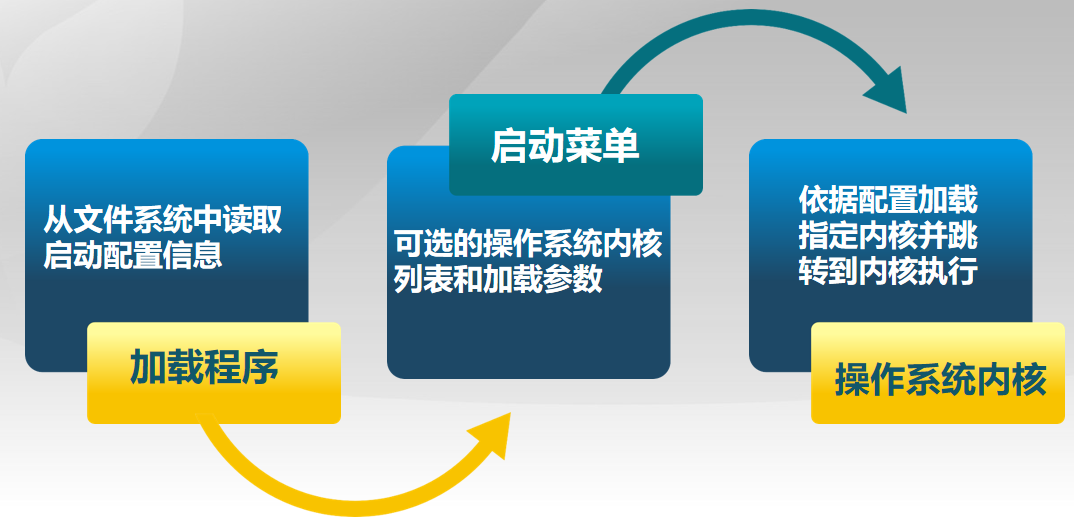 从文件系统中读取
启动配置信息
加载程序
启动菜单
可选的操作系统内核
列表和加载参数
依据配置加载
指定内核并跳
转到内核执行
操作系统内核